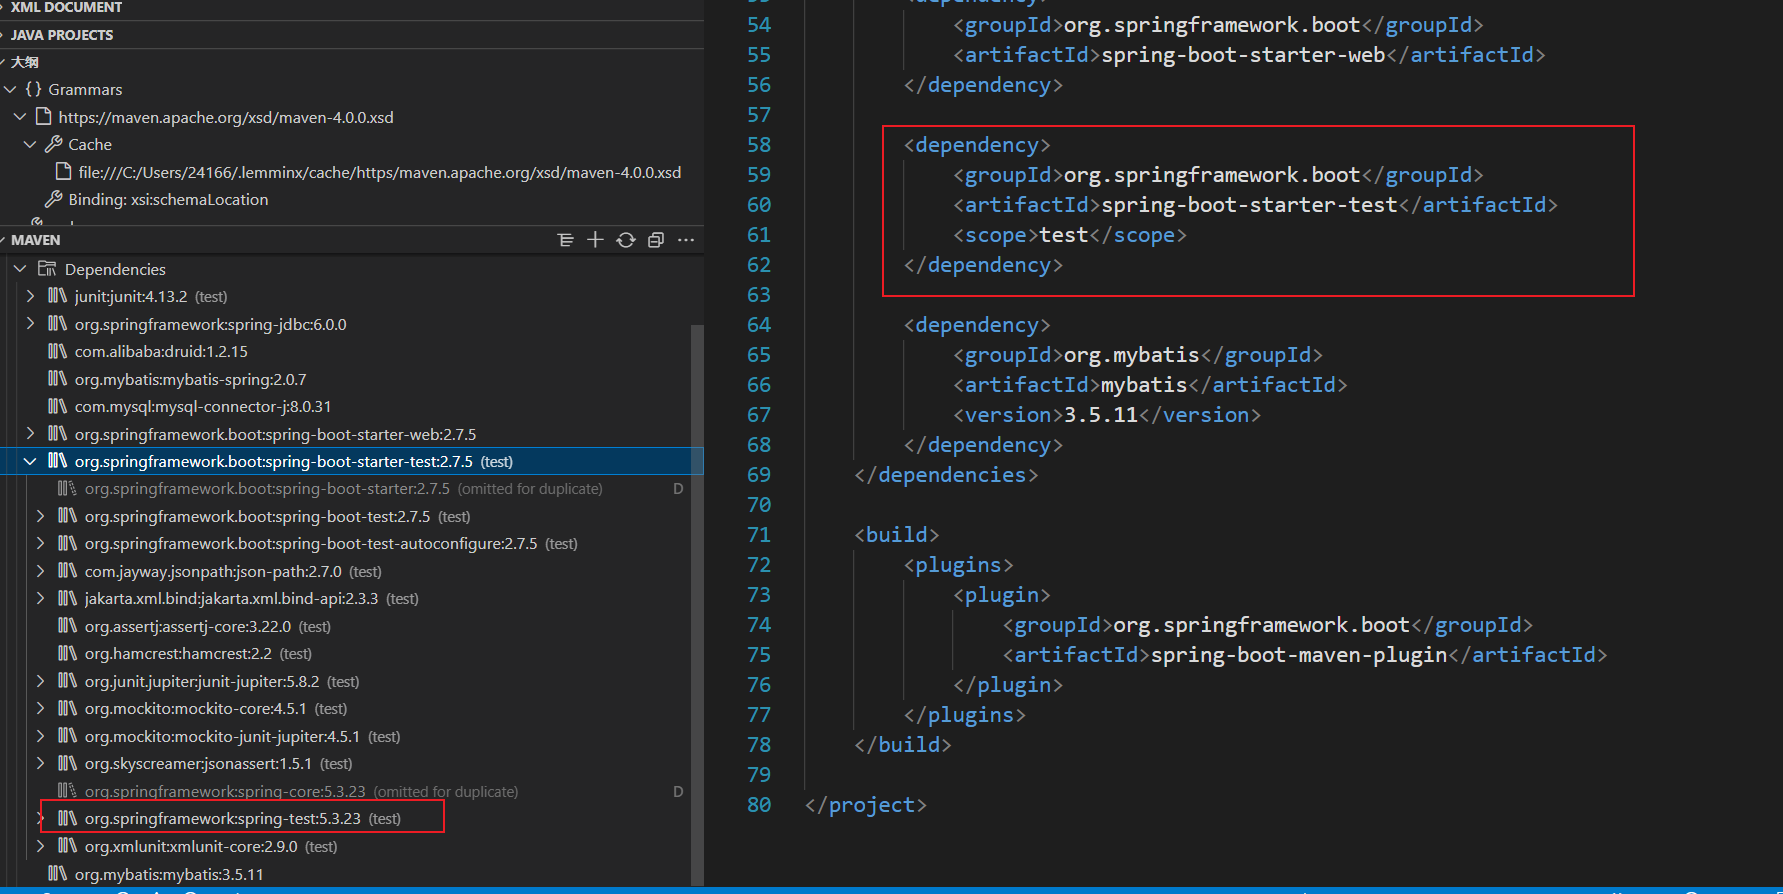 XML DOCUMENT
JAVA PROJECTS
大纲
{} Grammars
https://maven.apache.org/xsd/maven-4.0.0.xsd
Cache
file:///C:/Users/24166/.lemminx/cache/https/maven.apache.org/xsd/maven-4.0.0.xsd
Binding: xsi:schemaLocation
MAVEN
Dependencies
junit:junit:4.13.2 (test)
org.springframework:spring-jdbc:6.0.0
com.alibaba:druid:1.2.15
org.mybatis:mybatis-spring:2.0.7
com.mysql:mysql-connector-j:8.0.31
org.springframework.boot:spring-boot-starter-web:2.7.5
org.springframework.boot:spring-boot-starter-test:2.7.5 (test)
org.springframework.boot:spring-boot-starter:2.7.5 (omitted for duplicate) D
org.springframework.boot:spring-boot-test:2.7.5 (test)
org.springframework.boot:spring-boot-test-autoconfigure:2.7.5 (test)
com.jayway.jsonpath:json-path:2.7.0 (test)
jakarta.xml.bind:jakarta.xml.bind-api:2.3.3 (test)
org.assertj:assertj-core:3.22.0 (test)
org.hamcrest:hamcrest:2.2 (test)
org.junit.jupiter:junit-jupiter:5.8.2 (test)
org.mockito:mockito-core:4.5.1 (test)
org.mockito:mockito-junit-jupiter:4.5.1 (test)
org.skyscreamer:jsonassert:1.5.1 (test)
org.springframework:spring-core:5.3.23 (omitted for duplicate) D
org.springframework:spring-test:5.3.23 (test)
org.xmlunit:xmlunit-core:2.9.0 (test)
org.mybatis:mybatis:3.5.11
54 <groupId>org.springframework.boot</groupId>
55 <artifactId>spring-boot-starter-web</artifactId>
56 </dependency>
57
58 <dependency>
59 <groupId>org.springframework.boot</groupId>
60 <artifactId>spring-boot-starter-test</artifactId>
61 <scope>test</scope>
62 </dependency>
63
64 <dependency>
65 <groupId>org.mybatis</groupId>
66 <artifactId>mybatis</artifactId>
67 <version>3.5.11</version>
68 </dependency>
69 </dependencies>
70
71 <build>
72 <plugins>
73 <plugin>
74 <groupId>org.springframework.boot</groupId>
75 <artifactId>spring-boot-maven-plugin</artifactId>
76 </plugin>
77 </plugins>
78 </build>
79
80 </project>